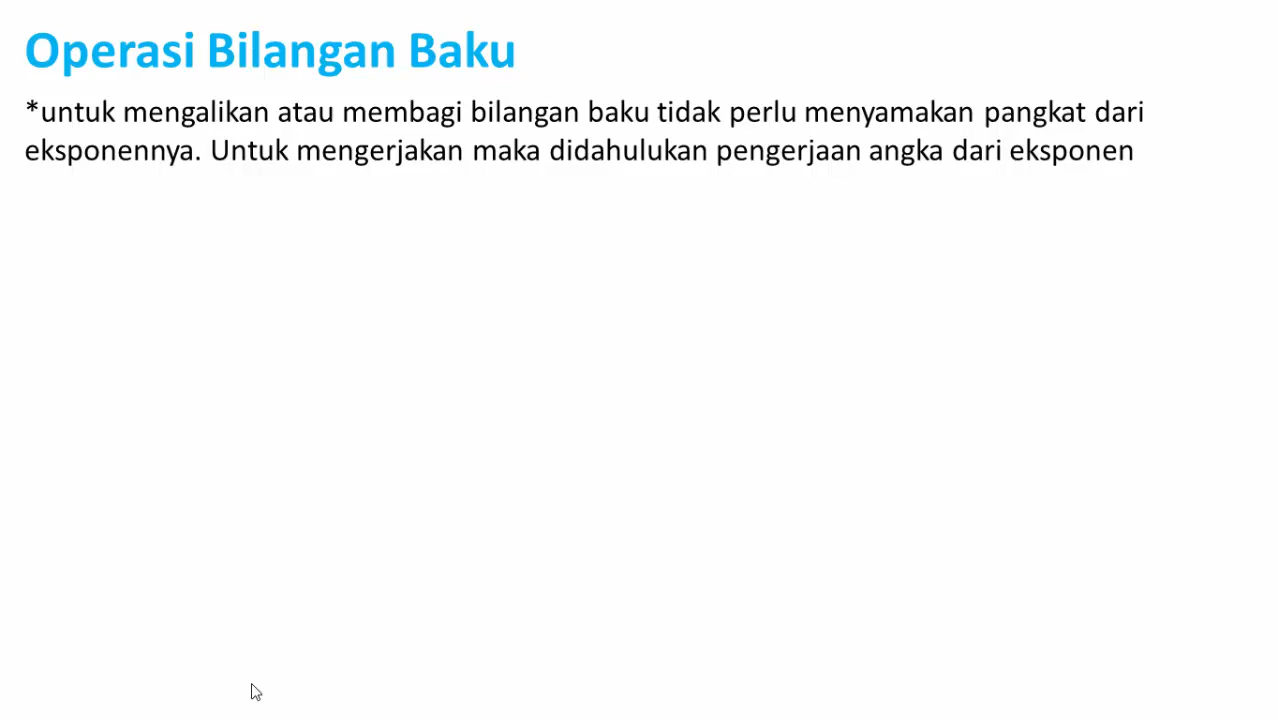 Operasi Bilangan Baku
*untuk mengalikan atau membagi bilangan baku tidak perlu menyamakan pangkat dari
eksponennya. Untuk mengerjakan maka didahulukan pengerjaan angka dari eksponen